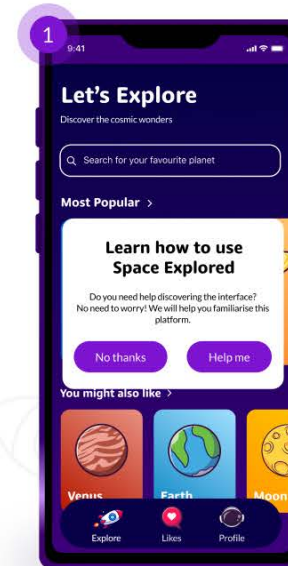 1
9:41
Let's Explore
Discover the cosmic wonders
Search for your favourite planet
Most Popular >
Learn how to use
Space Explored
Do you need help discovering the interface?
No need to worry! We will help you familiarise this
platform.
No thanks
Help me
You might also like >
Venus
Earth
Moon
Explore
Likes
Profile